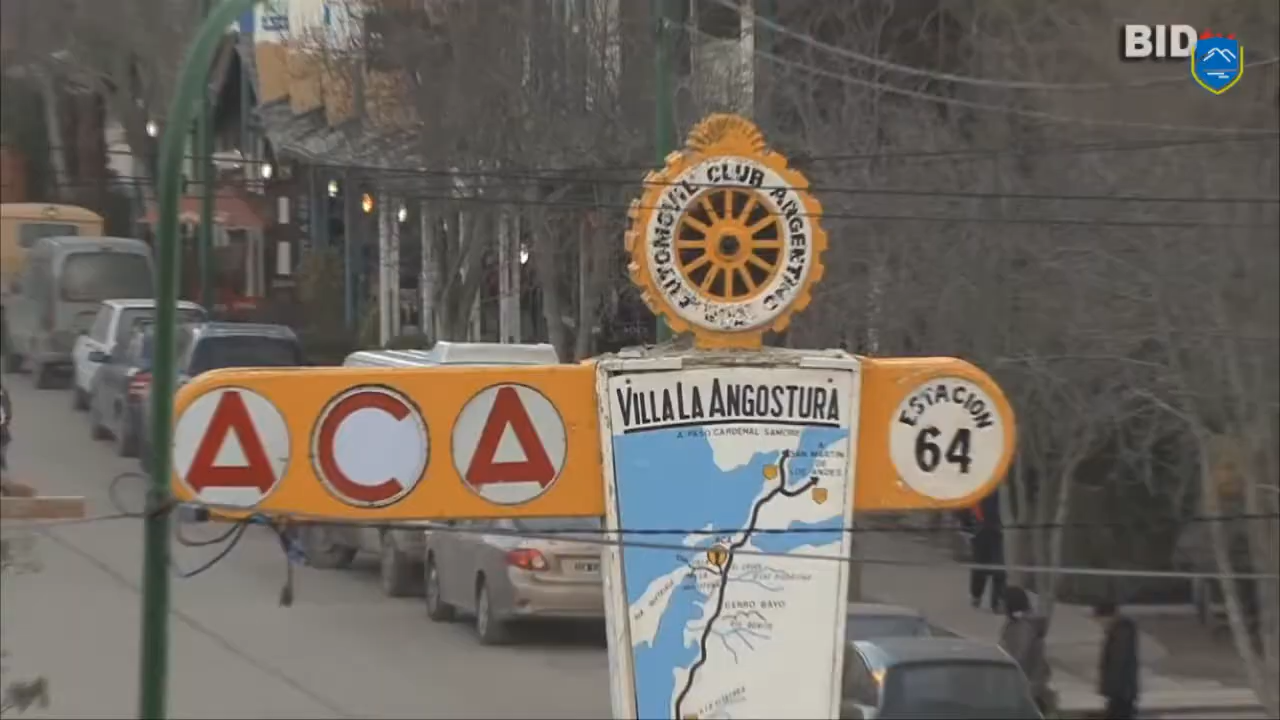 BID
AUTOMOVIL CLUB ARGENTINO
ACA
VILLA LA ANGOSTURA
A PASO CARDENAL SAMORE
A
SAN MARTIN
DE
LOS ANDES
ESTACION
64
ACA
CERRO BAYO